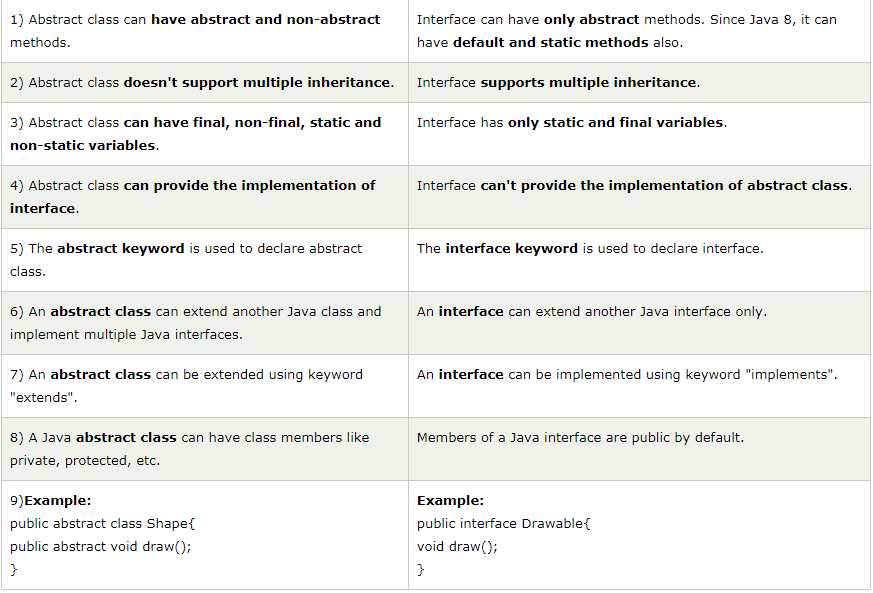 1) Abstract class can have abstract and non-abstract
methods.
Interface can have only abstract methods. Since Java 8, it can
have default and static methods also.
2) Abstract class doesn't support multiple inheritance.
Interface supports multiple inheritance.
3) Abstract class can have final, non-final, static and
non-static variables.
Interface has only static and final variables.
4) Abstract class can provide the implementation of
interface.
Interface can't provide the implementation of abstract class.
5) The abstract keyword is used to declare abstract
class.
The interface keyword is used to declare interface.
6) An abstract class can extend another Java class and
implement multiple Java interfaces.
An interface can extend another Java interface only.
7) An abstract class can be extended using keyword
"extends".
An interface can be implemented using keyword "implements".
8) A Java abstract class can have class members like
private, protected, etc.
Members of a Java interface are public by default.
9)Example:
public abstract class Shape{
public abstract void draw();
}
Example:
public interface Drawable{
void draw();
}